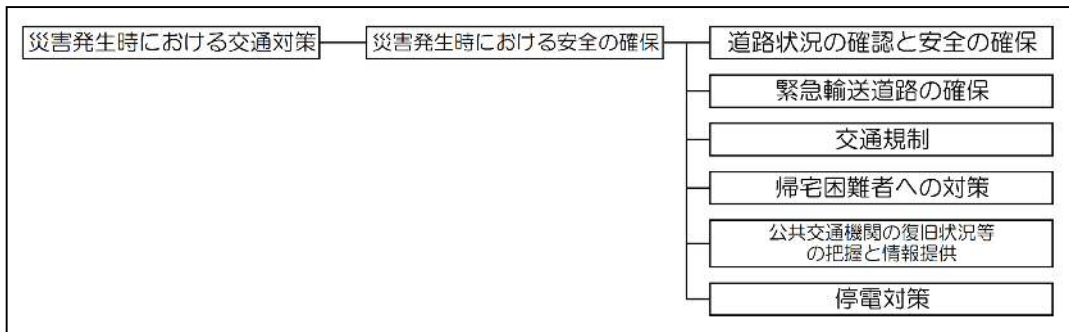 災害発生時における交通対策
災害発生時における安全の確保
道路状況の確認と安全の確保
緊急輸送道路の確保
交通規制
帰宅困難者への対策
公共交通機関の復旧状況等
の把握と情報提供
停電対策